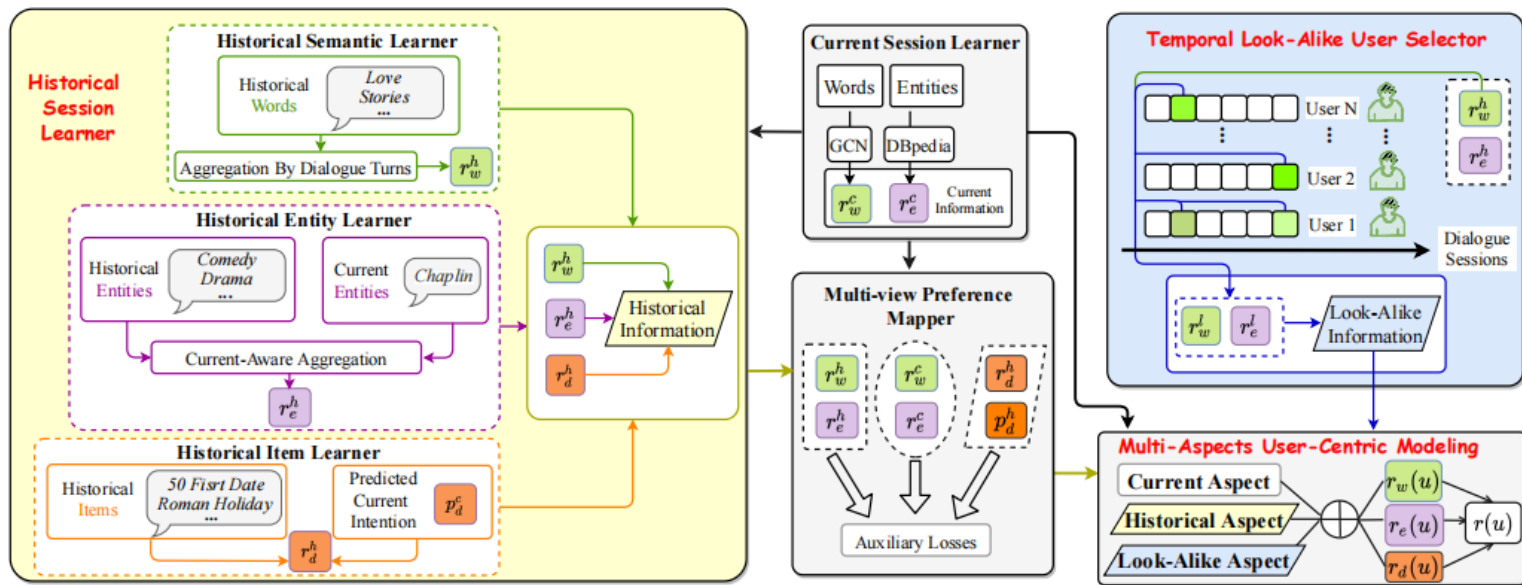 Historical
Session
Learner
Historical Semantic Learner
Historical
Words
Love
Stories
...
Aggregation By Dialogue Turns
r_w^h
Historical Entity Learner
Historical
Entities
Comedy
Drama
...
Current
Entities
Chaplin
Current-Aware Aggregation
r_e^h
Historical Item Learner
Historical
Items
50 Fisrt Date
Roman Holiday
...
Predicted
Current
Intention
p_d^c
r_d^h
r_w^h
r_e^h
r_d^h
Historical
Information
Current Session Learner
Words
Entities
GCN
DBpedia
r_w^c
r_e^c
Current
Information
Multi-view Preference
Mapper
r_w^h
r_w^c
r_d^h
r_e^h
r_e^c
p_d^h
Auxiliary Losses
Temporal Look-Alike User Selector
User N
User 2
User 1
r_w^h
r_e^h
Dialogue
Sessions
r_w^l
r_e^l
Look-Alike
Information
Multi-Aspects User-Centric Modeling
Current Aspect
Historical Aspect
Look-Alike Aspect
r_w(u)
r_e(u)
r_d(u)
r(u)